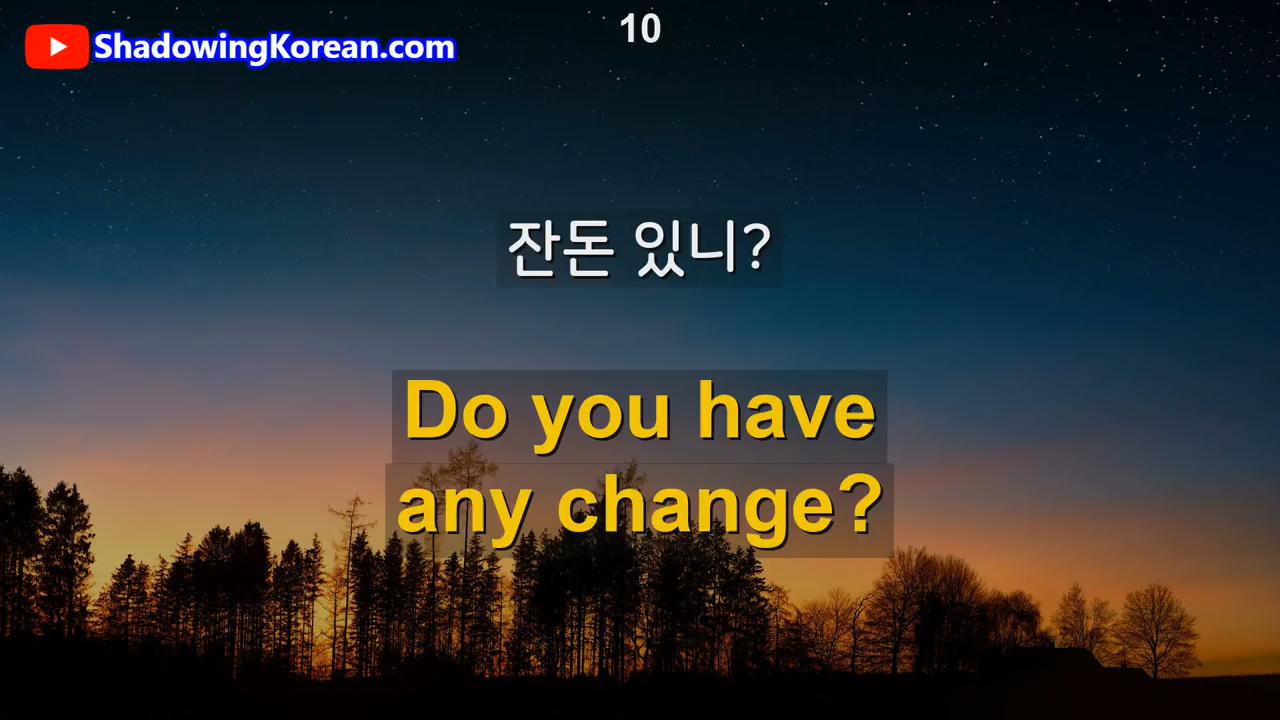 ShadowingKorean.com
10
잔돈 있니?
Do you have
any change?